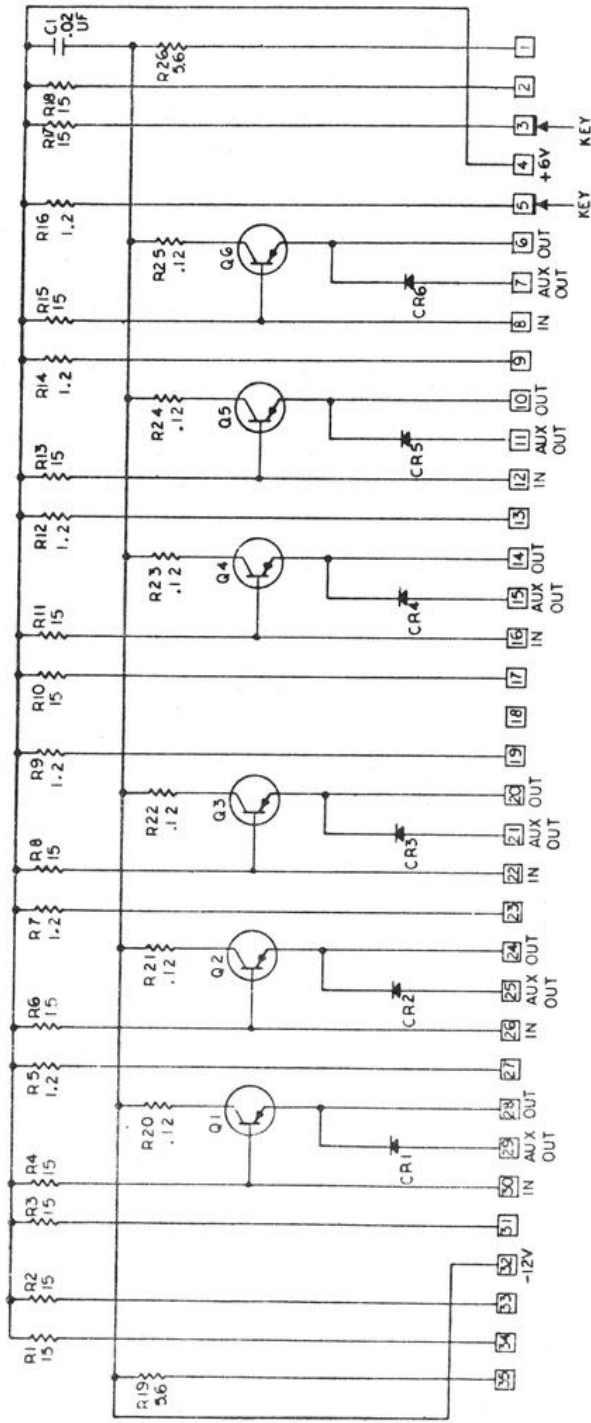 R1
15
R2
15
R3
15
R4
15
R5
1.2
R6
15
R7
1.2
R8
15
R9
1.2
R10
15
R11
15
R12
1.2
R13
15
R14
1.2
R15
15
R16
1.2
R17
15
R18
15
C1
.02
UF
R19
5.6
R20
.12
R21
.12
R22
.12
R23
.12
R24
.12
R25
.12
R26
5.6
Q1
Q2
Q3
Q4
Q5
Q6
CR1
CR2
CR3
CR4
CR5
CR6
35
34
33
32
-12V
31
30
IN
29
AUX
OUT
28
OUT
27
26
IN
25
AUX
OUT
24
OUT
23
22
IN
21
AUX
OUT
20
OUT
19
18
17
16
IN
15
AUX
OUT
14
OUT
13
12
IN
11
AUX
OUT
10
OUT
9
8
IN
7
AUX
OUT
6
OUT
5
KEY
4
+6V
3
KEY
2
1